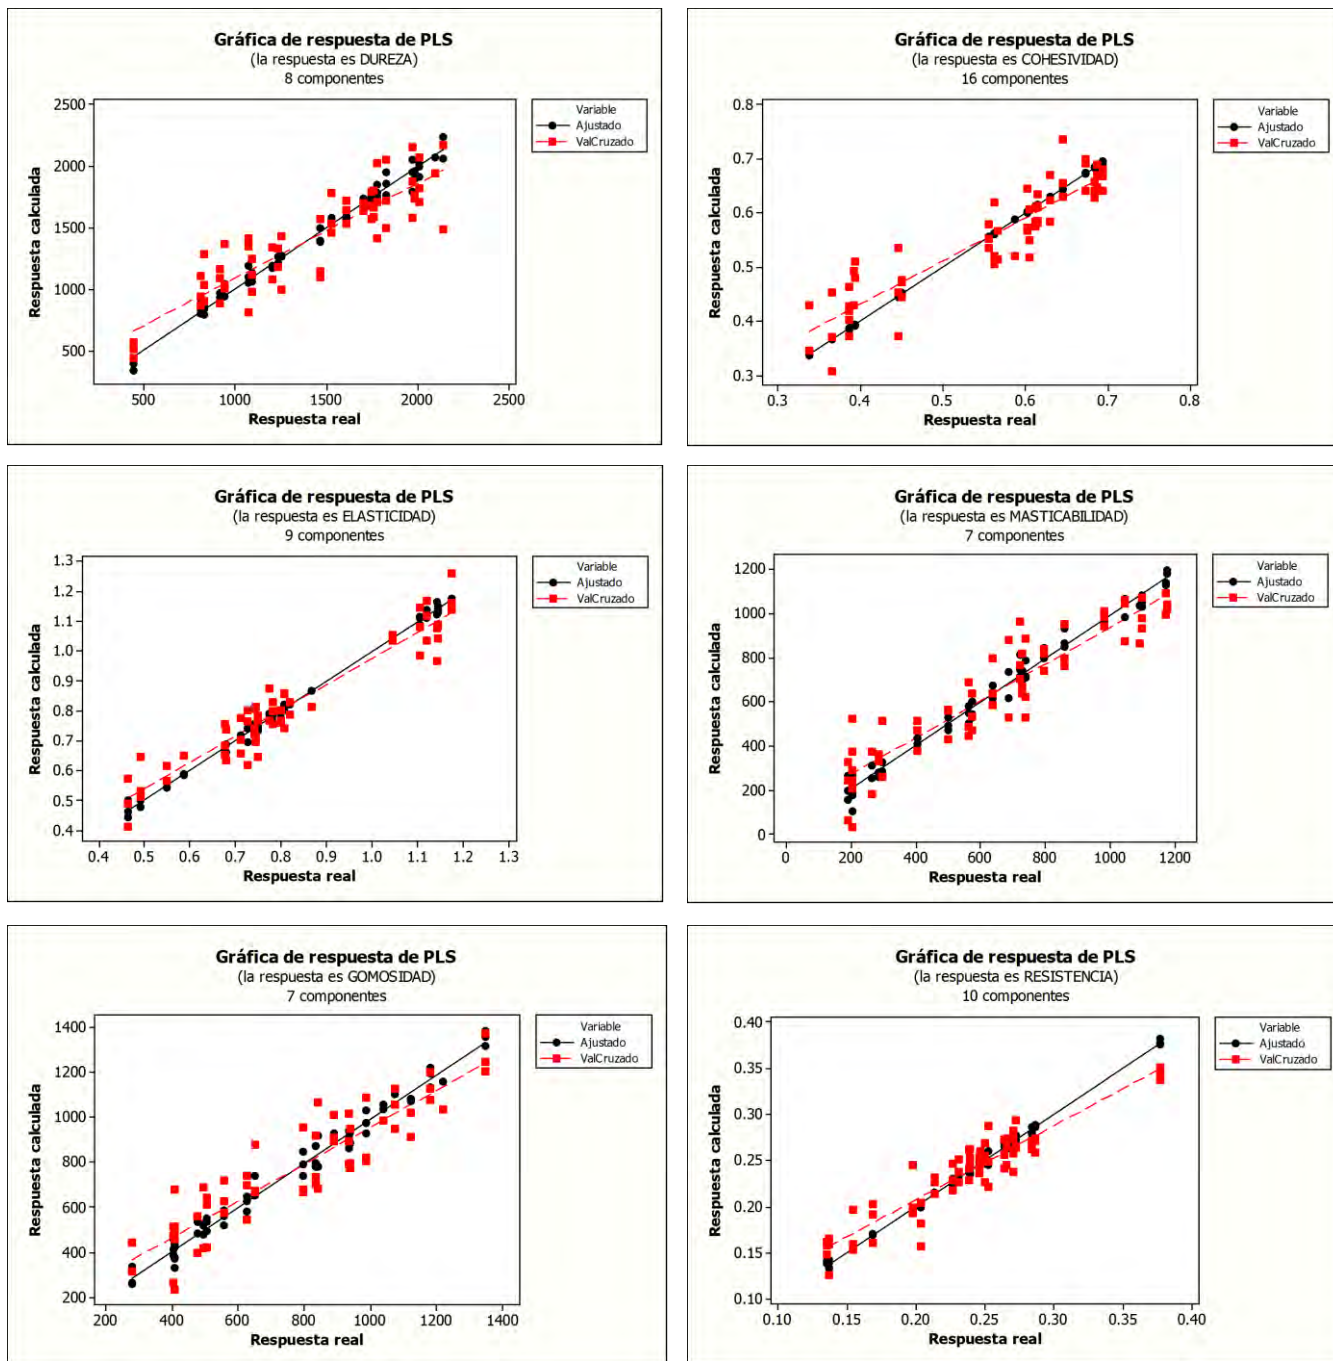 Gráfica de respuesta de PLS
(la respuesta es DUREZA)
8 componentes
2500
2000
1500
1000
500
Respuesta calculada
500 1000 1500 2000 2500
Respuesta real
Variable
Ajustado
ValCruzado
Gráfica de respuesta de PLS
(la respuesta es COHESIVIDAD)
16 componentes
0.8
0.7
0.6
0.5
0.4
0.3
Respuesta calculada
0.3 0.4 0.5 0.6 0.7 0.8
Respuesta real
Variable
Ajustado
ValCruzado
Gráfica de respuesta de PLS
(la respuesta es ELASTICIDAD)
9 componentes
1.3
1.2
1.1
1.0
0.9
0.8
0.7
0.6
0.5
0.4
Respuesta calculada
0.4 0.5 0.6 0.7 0.8 0.9 1.0 1.1 1.2 1.3
Respuesta real
Variable
Ajustado
ValCruzado
Gráfica de respuesta de PLS
(la respuesta es MASTICABILIDAD)
7 componentes
1200
1000
800
600
400
200
0
Respuesta calculada
0 200 400 600 800 1000 1200
Respuesta real
Variable
Ajustado
ValCruzado
Gráfica de respuesta de PLS
(la respuesta es GOMOSIDAD)
7 componentes
1400
1200
1000
800
600
400
200
Respuesta calculada
200 400 600 800 1000 1200 1400
Respuesta real
Variable
Ajustado
ValCruzado
Gráfica de respuesta de PLS
(la respuesta es RESISTENCIA)
10 componentes
0.40
0.35
0.30
0.25
0.20
0.15
0.10
Respuesta calculada
0.10 0.15 0.20 0.25 0.30 0.35 0.40
Respuesta real
Variable
Ajustado
ValCruzado